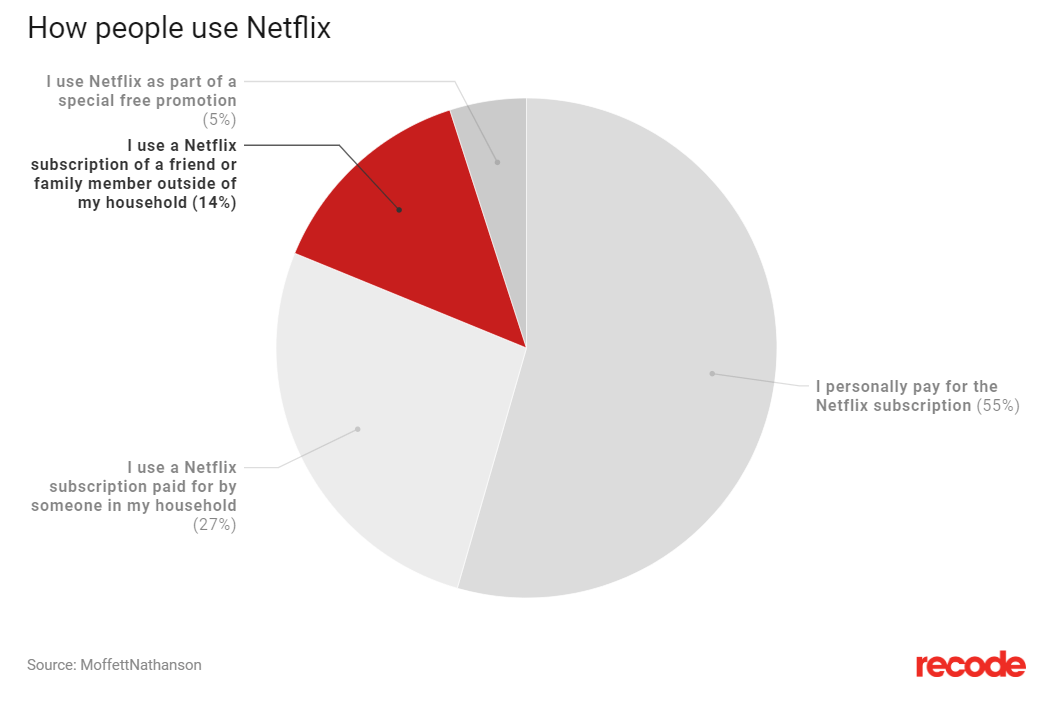 How people use Netflix
I use Netflix as part of a
special free promotion
(5%)
I use a Netflix
subscription of a friend or
family member outside of
my household (14%)
I personally pay for the
Netflix subscription (55%)
I use a Netflix
subscription paid for by
someone in my household
(27%)
Source: MoffettNathanson
recode